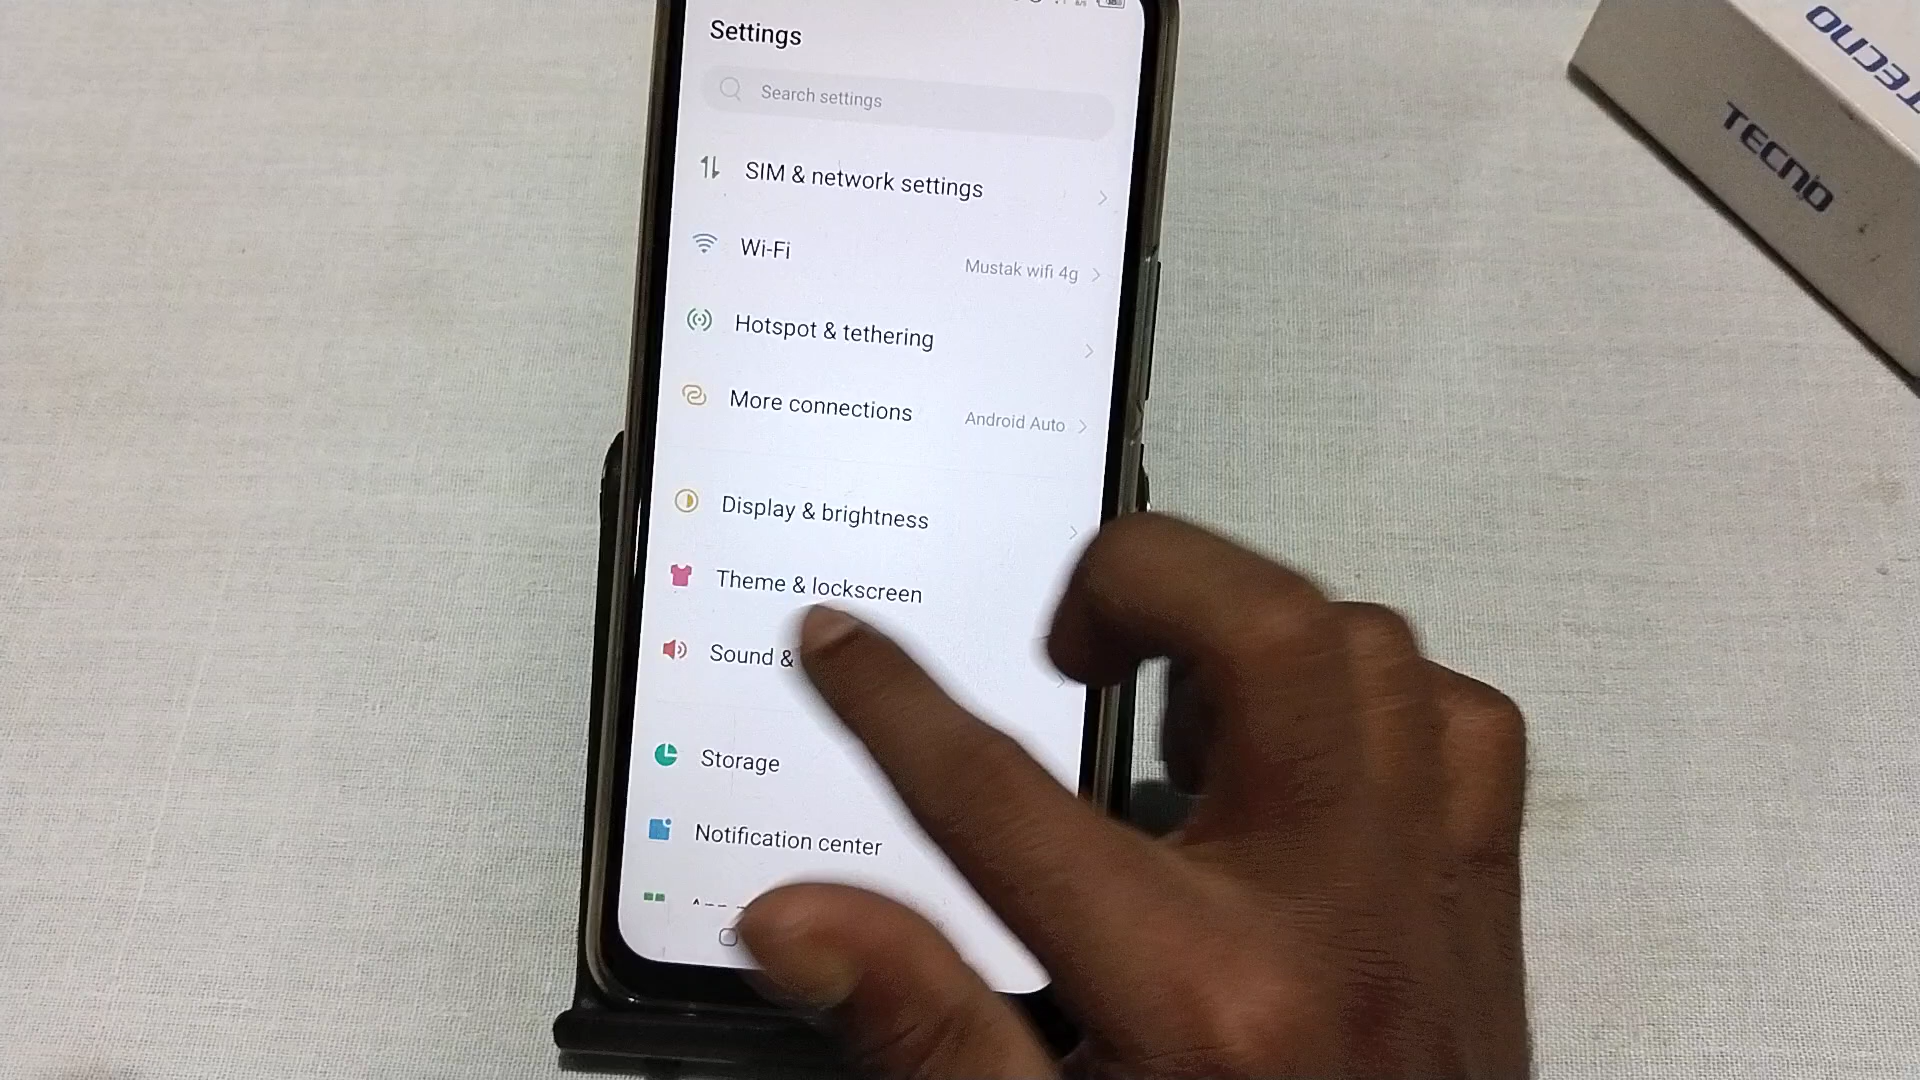 Settings
Search settings
SIM & network settings
Wi-Fi
Mustak wifi 4g
Hotspot & tethering
More connections
Android Auto
Display & brightness
Theme & lockscreen
Sound &
Storage
Notification center
TECNO
TECNO